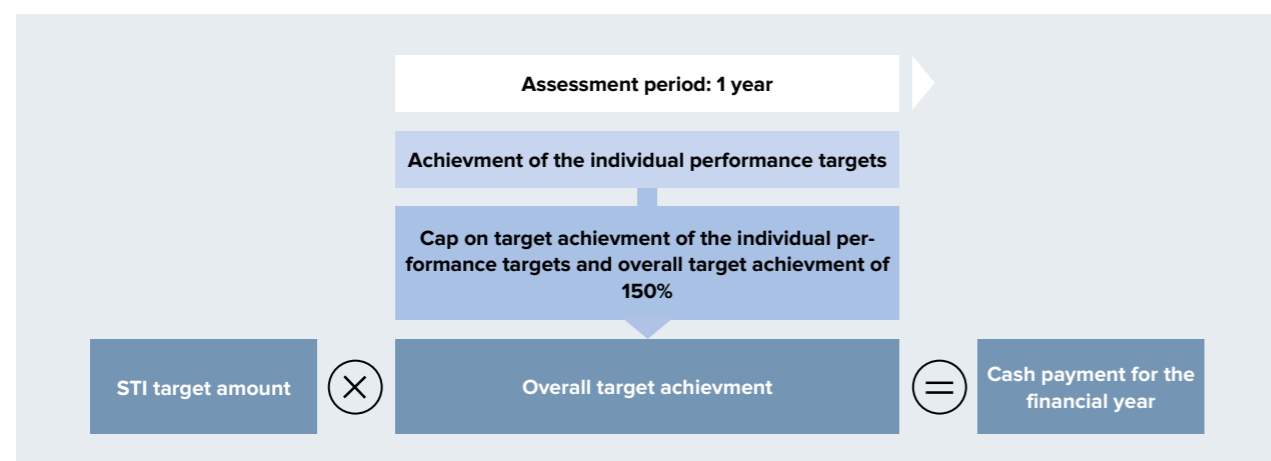 Assessment period: 1 year
Achievment of the individual performance targets
Cap on target achievment of the individual per-
formance targets and overall target achievment of
150%
STI target amount
Overall target achievment
Cash payment for the
financial year